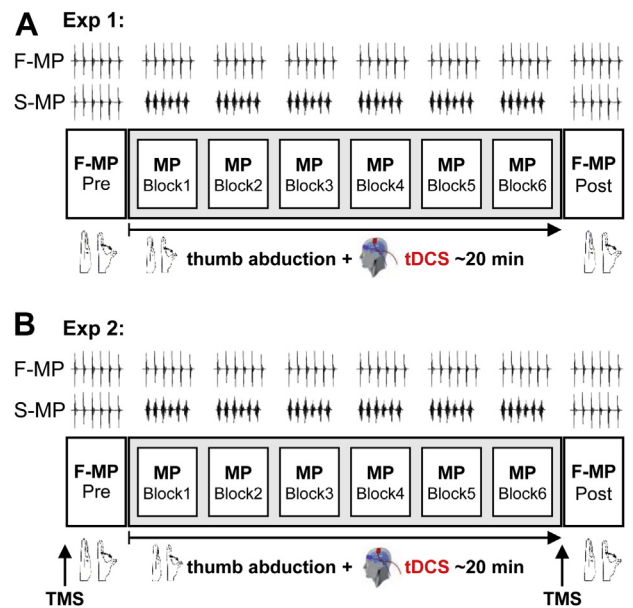 A Exp 1:
F-MP
S-MP
F-MP MP MP MP MP MP MP F-MP
Pre Block1 Block2 Block3 Block4 Block5 Block6 Post
thumb abduction + tDCS ~20 min
B Exp 2:
F-MP
S-MP
F-MP MP MP MP MP MP MP F-MP
Pre Block1 Block2 Block3 Block4 Block5 Block6 Post
thumb abduction + tDCS ~20 min
TMS TMS